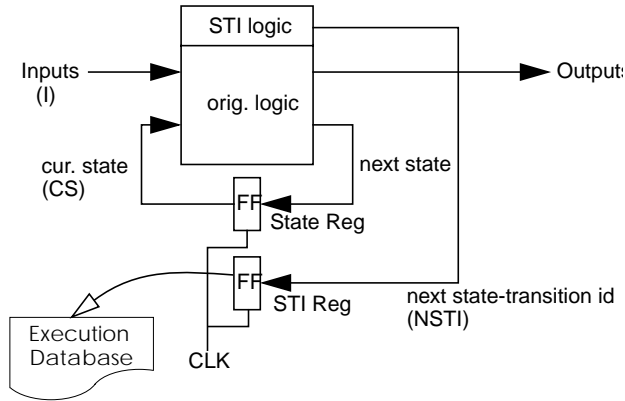 STI logic
Inputs
(I)
Outputs
orig. logic
cur. state
(CS)
next state
FF
State Reg
FF
STI Reg
next state-transition id
(NSTI)
Execution
Database
CLK